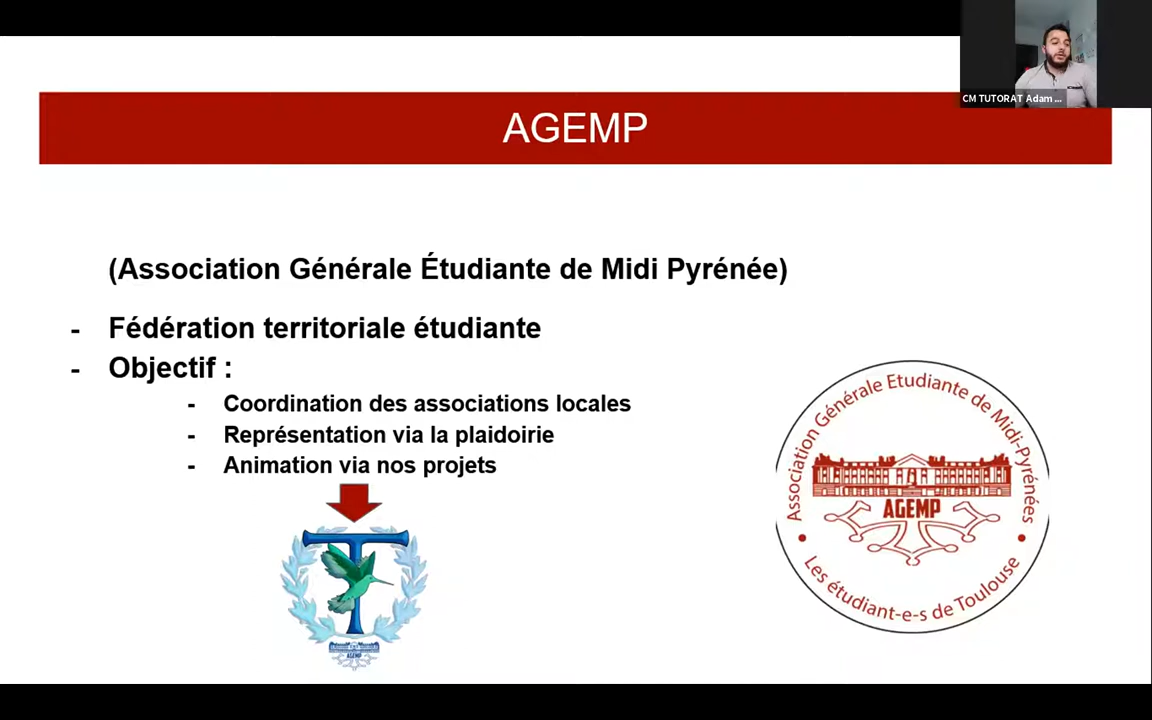 CM TUTORAT Adam ...
AGEMP
(Association Générale Étudiante de Midi Pyrénée)
- Fédération territoriale étudiante
- Objectif :
- Coordination des associations locales
- Représentation via la plaidoirie
- Animation via nos projets
Association Générale Etudiante de Midi-Pyrénées
AGEMP
Les étudiant-e-s de Toulouse
T
AGEMP